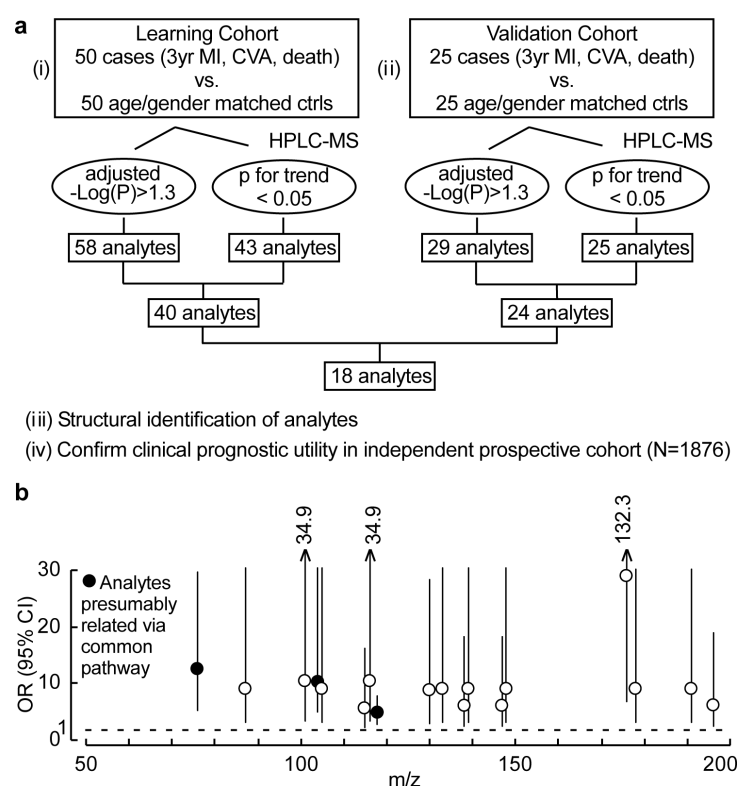 a
Learning Cohort
50 cases (3yr MI, CVA, death)
vs.
50 age/gender matched ctrls
(i)
Validation Cohort
25 cases (3yr MI, CVA, death)
vs.
25 age/gender matched ctrls
(ii)
HPLC-MS
HPLC-MS
adjusted
-Log(P)>1.3
p for trend
< 0.05
adjusted
-Log(P)>1.3
p for trend
< 0.05
58 analytes
43 analytes
29 analytes
25 analytes
40 analytes
24 analytes
18 analytes
(iii) Structural identification of analytes
(iv) Confirm clinical prognostic utility in independent prospective cohort (N=1876)
b
34.9
34.9
132.3
Analytes
presumably
related via
common
pathway
OR (95% CI)
30
20
10
1
0
50
100
150
200
m/z